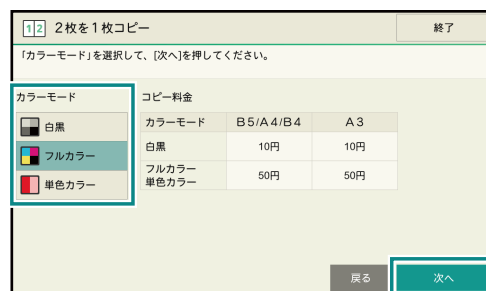 12 2枚を1枚コピー 終了
「カラーモード」を選択して、[次へ]を押してください。
カラーモード コピー料金
カラーモード B5/A4/B4 A3
白黒 白黒 10円 10円
フルカラー フルカラー 単色カラー 50円 50円
単色カラー
戻る 次へ